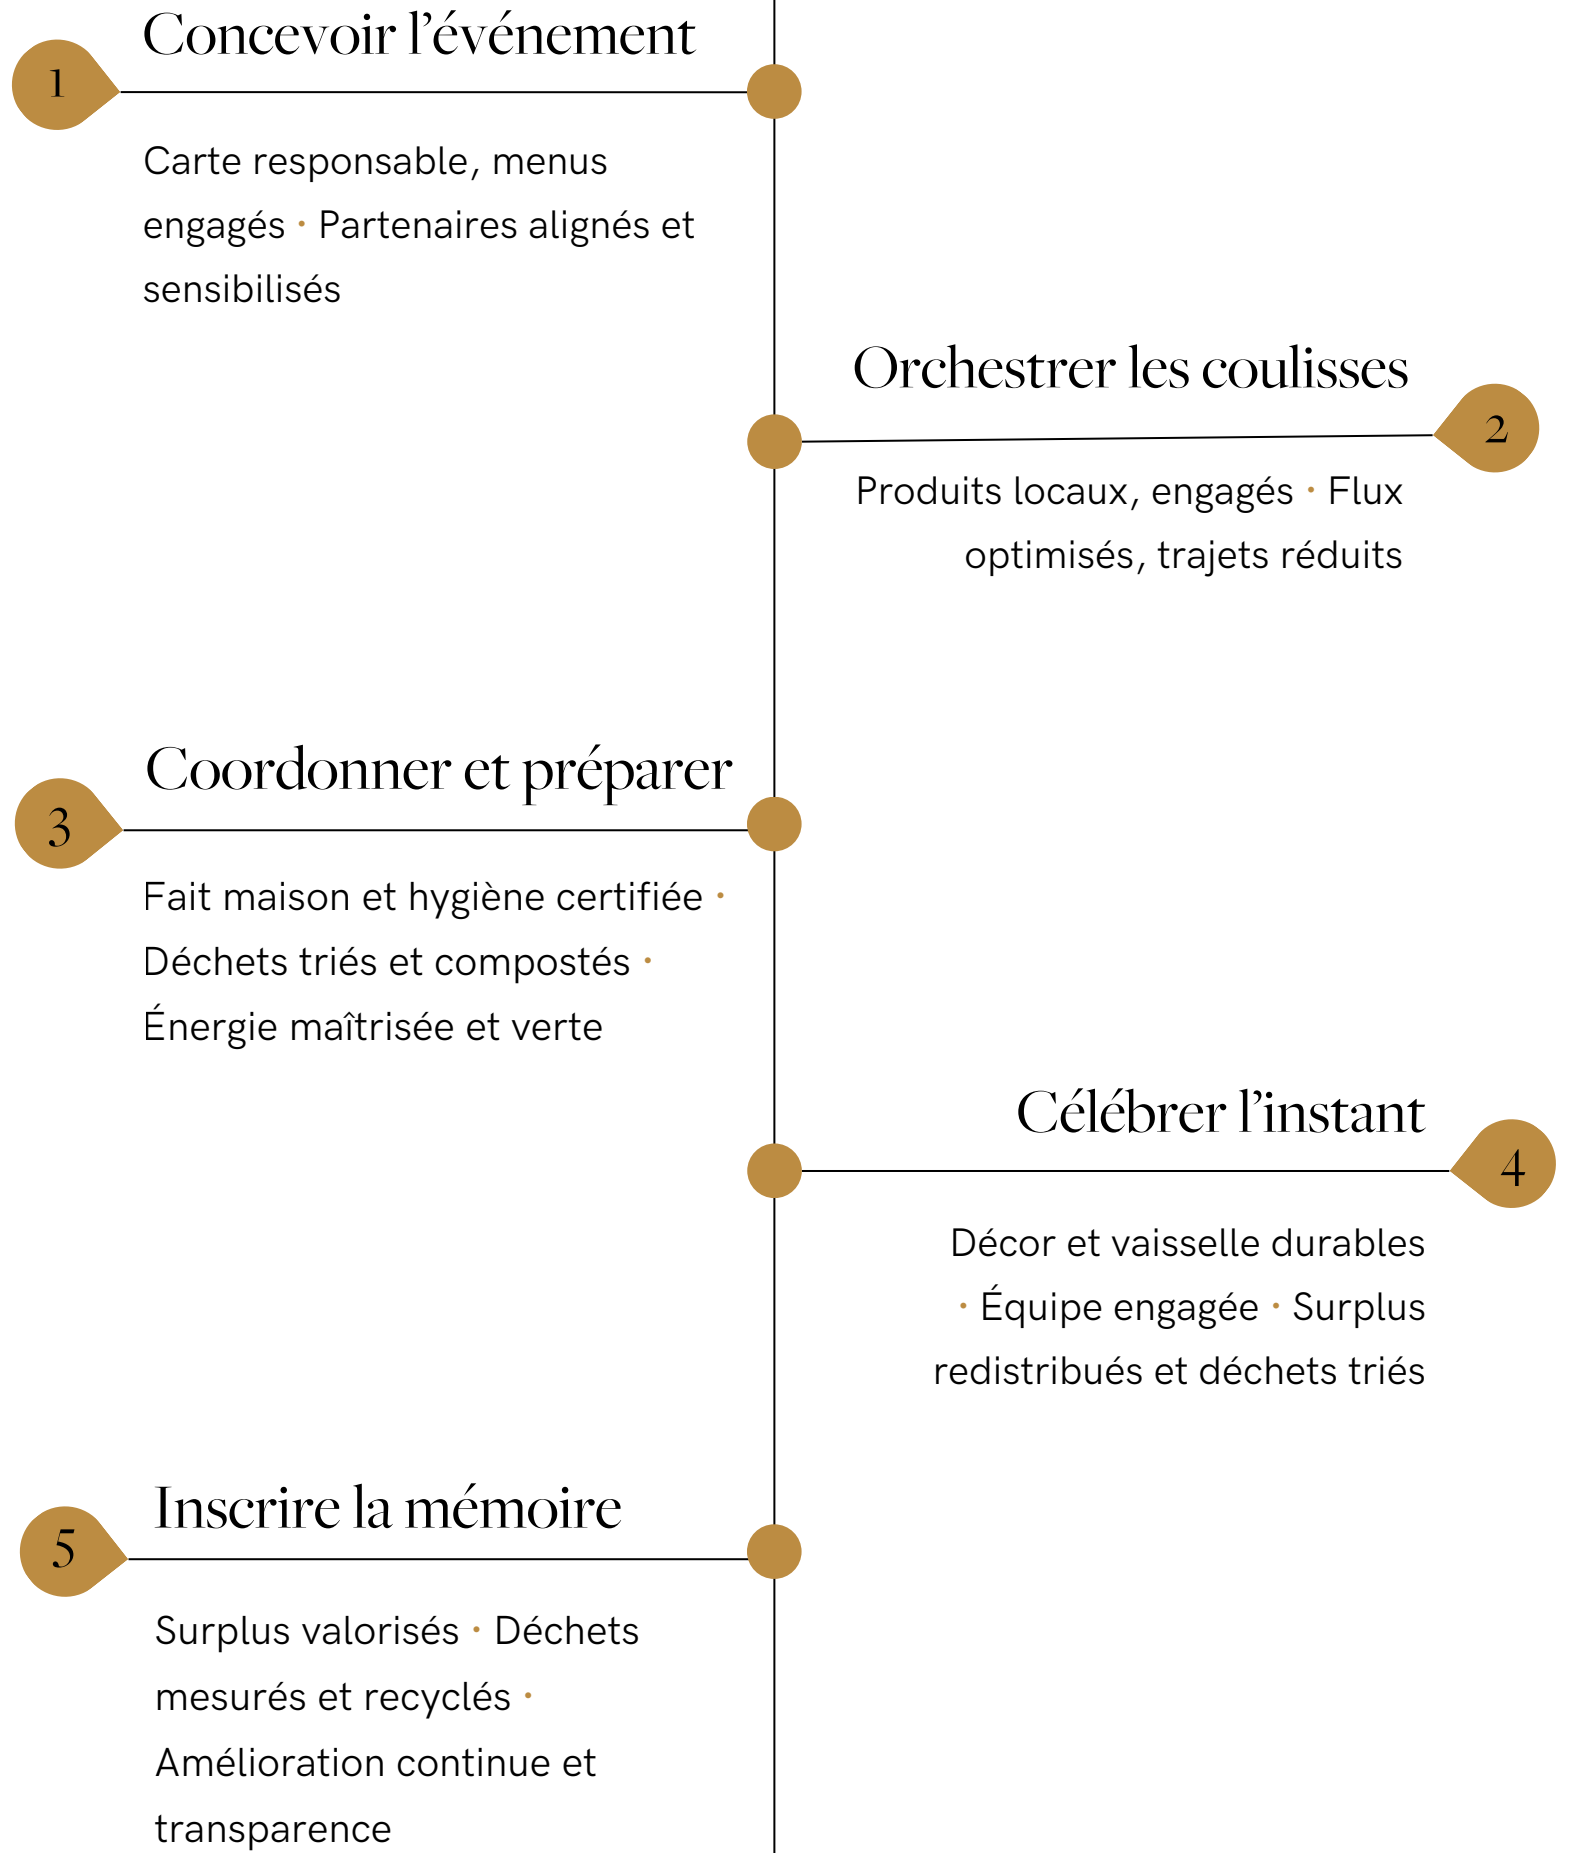 Concevoir l’événement
1
Carte responsable, menus
engagés · Partenaires alignés et
sensibilisés
Orchestrer les coulisses
2
Produits locaux, engagés · Flux
optimisés, trajets réduits
Coordonner et préparer
3
Fait maison et hygiène certifiée ·
Déchets triés et compostés ·
Énergie maîtrisée et verte
Célébrer l’instant
4
Décor et vaisselle durables
· Équipe engagée · Surplus
redistribués et déchets triés
Inscrire la mémoire
5
Surplus valorisés · Déchets
mesurés et recyclés ·
Amélioration continue et
transparence